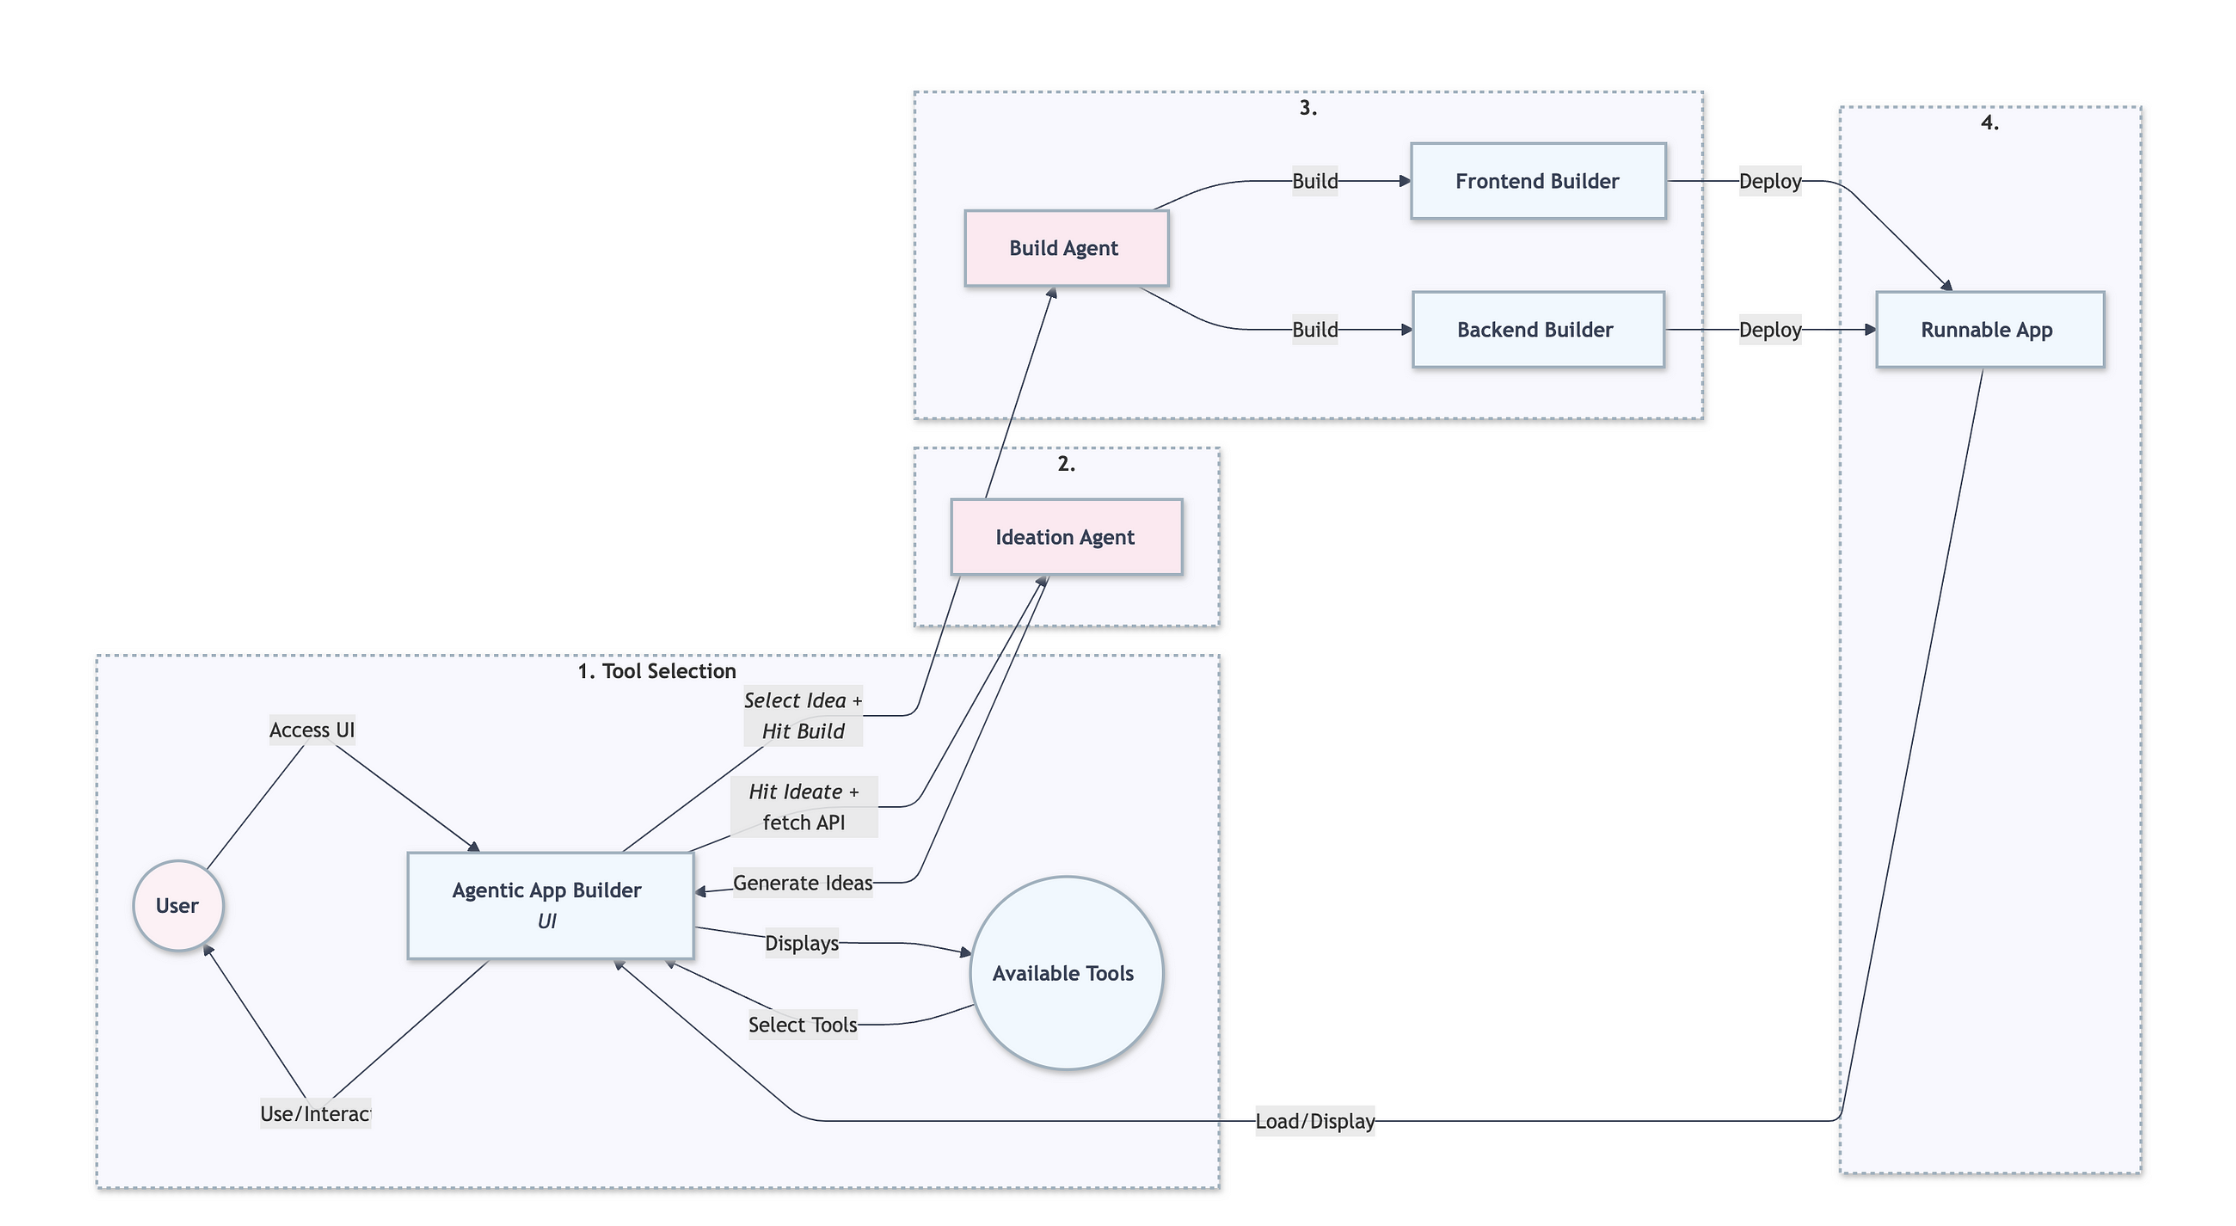 3.
4.
Build
Frontend Builder
Deploy
Build Agent
Build
Backend Builder
Deploy
Runnable App
2.
Ideation Agent
1. Tool Selection
Select Idea +
Hit Build
Access UI
Hit Ideate +
fetch API
Generate Ideas
Agentic App Builder
UI
User
Displays
Available Tools
Select Tools
Use/Interac
Load/Display